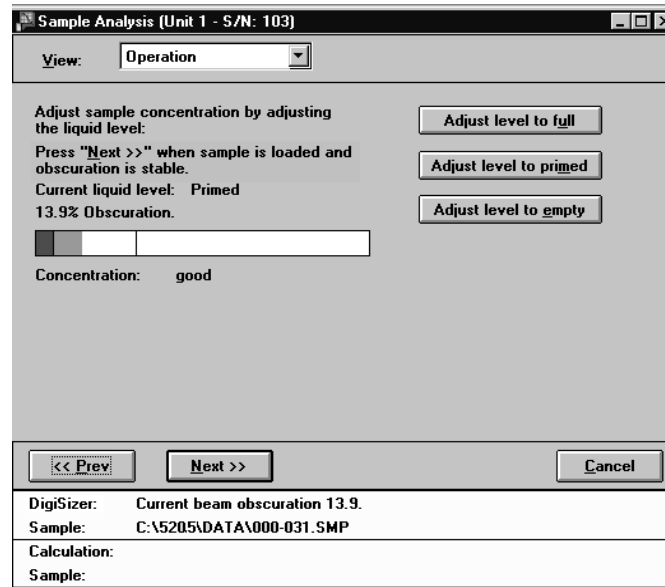 Sample Analysis (Unit 1 - S/N: 103)
View: Operation
Adjust sample concentration by adjusting
the liquid level:
Press "Next >>" when sample is loaded and
obscuration is stable.
Current liquid level: Primed
13.9% Obscuration.
Concentration: good
Adjust level to full
Adjust level to primed
Adjust level to empty
<< Prev
Next >>
Cancel
DigiSizer: Current beam obscuration 13.9.
Sample: C:\5205\DATA\000-031.SMP
Calculation:
Sample: